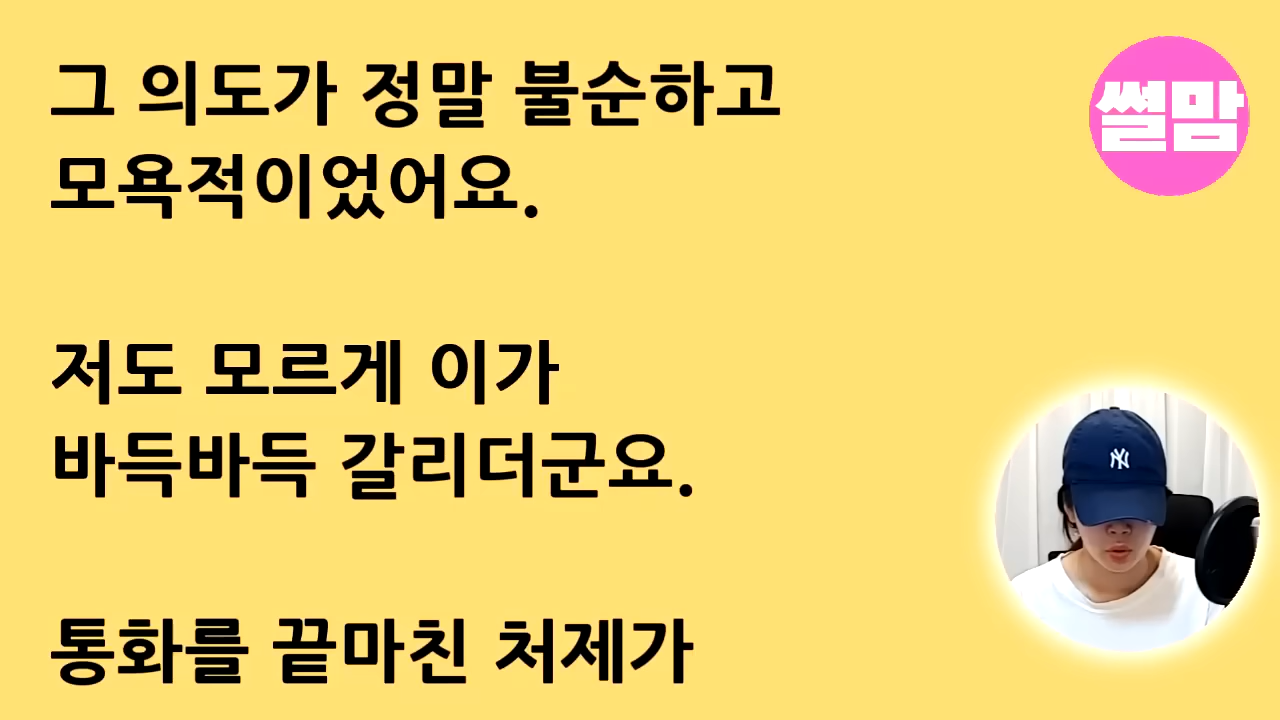 그 의도가 정말 불순하고
모욕적이었어요.
썰맘
저도 모르게 이가
바득바득 갈리더군요.
NY
통화를 끝마친 처제가